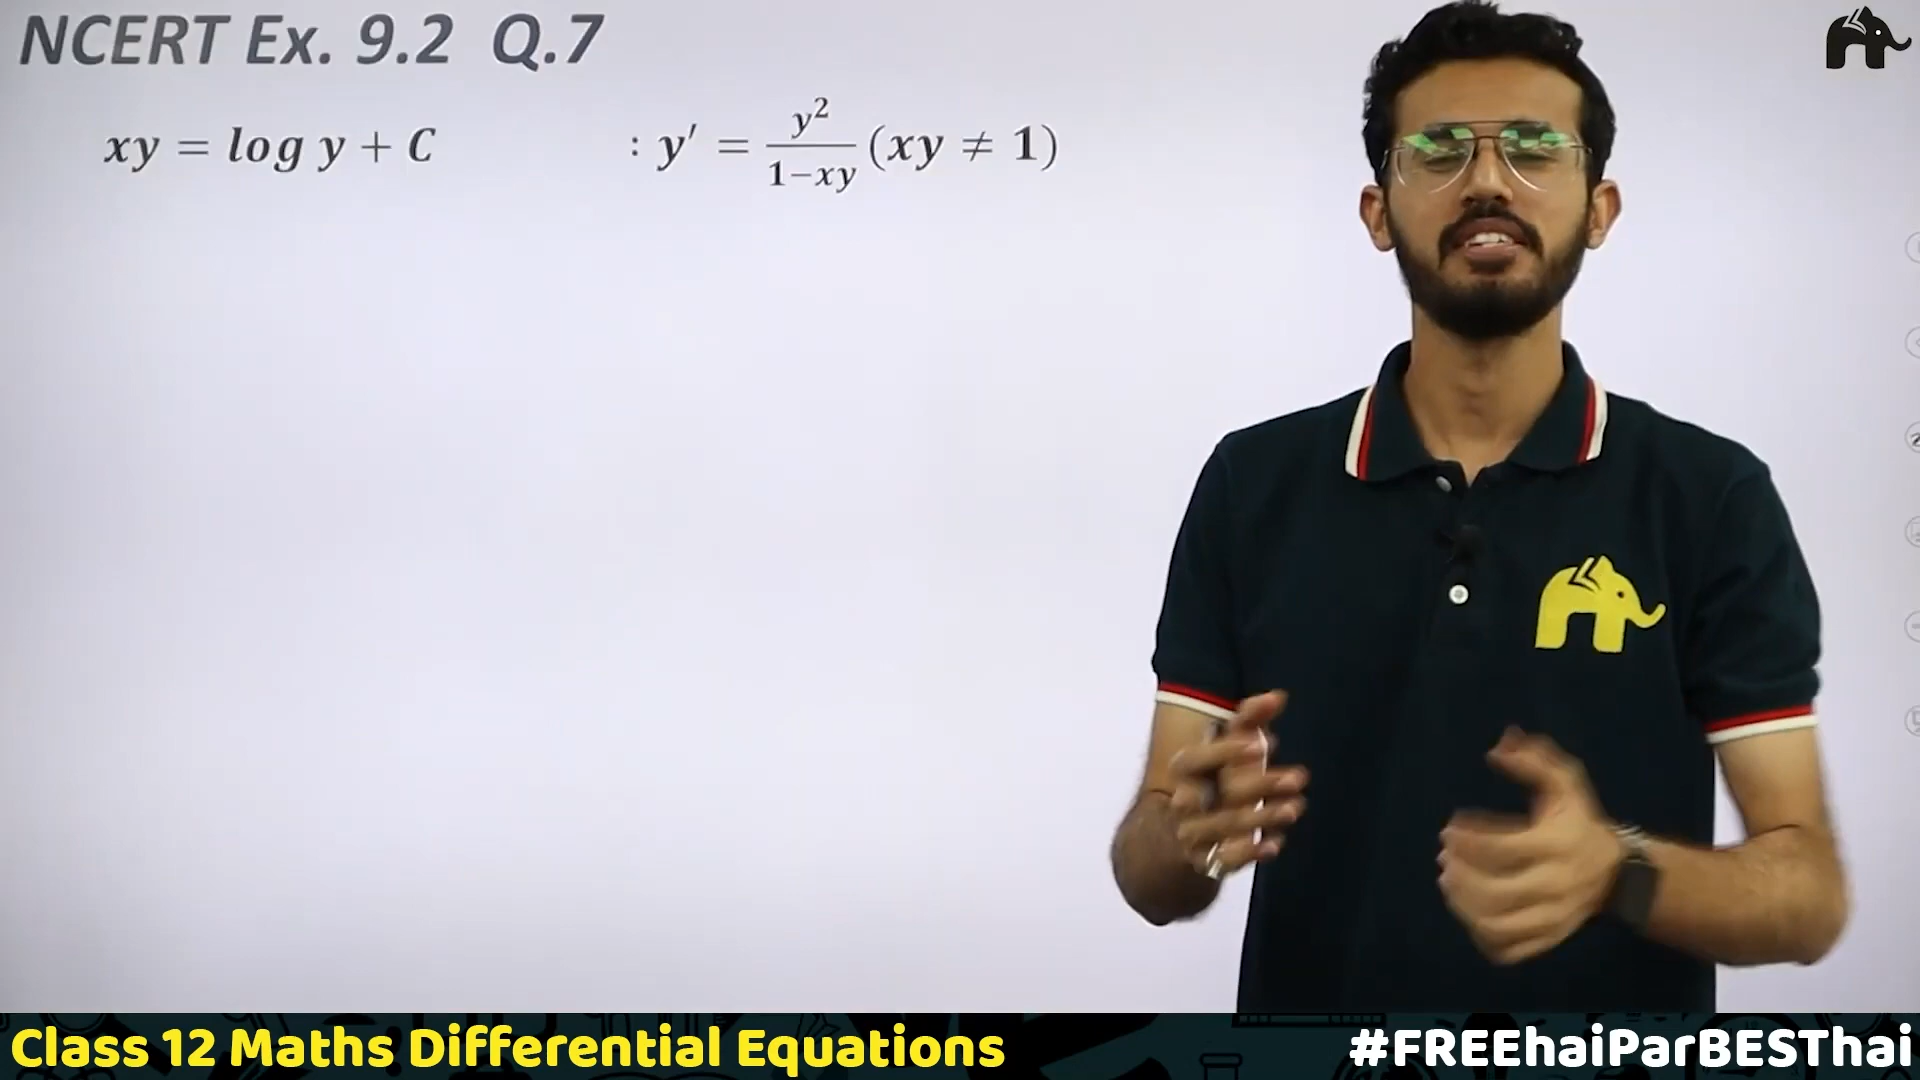 NCERT Ex. 9.2 Q.7
xy = log y + C : y′ = y²/1−xy (xy ≠ 1)
Class 12 Maths Differential Equations #FREEhaiParBESThai